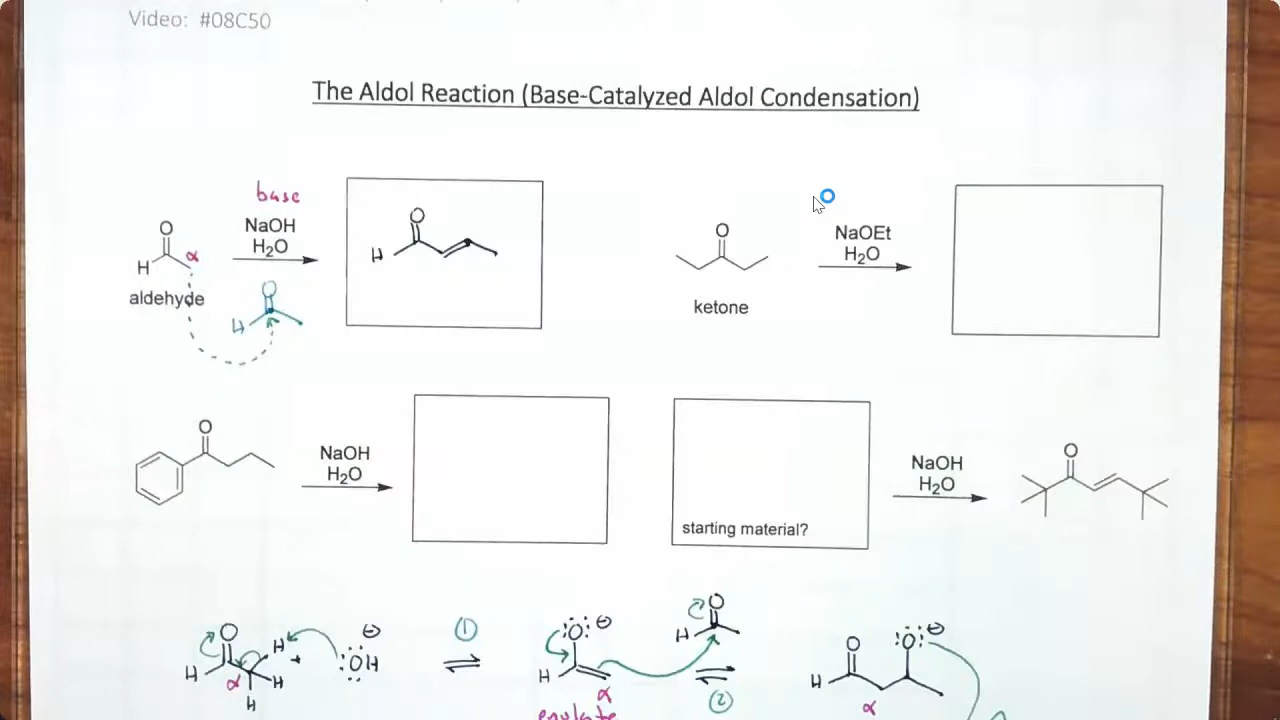 Video: #08C50
The Aldol Reaction (Base-Catalyzed Aldol Condensation)
base
O
NaOH
H2O
H
α
aldehyde
O
H
O
H
O
NaOEt
H2O
ketone
O
NaOH
H2O
starting material?
NaOH
H2O
O
O
H
H
α
H
H
+
⊖
:OH
①
:O: ⊖
H
α
enolate
O
H
②
O
:O: ⊖
H
α